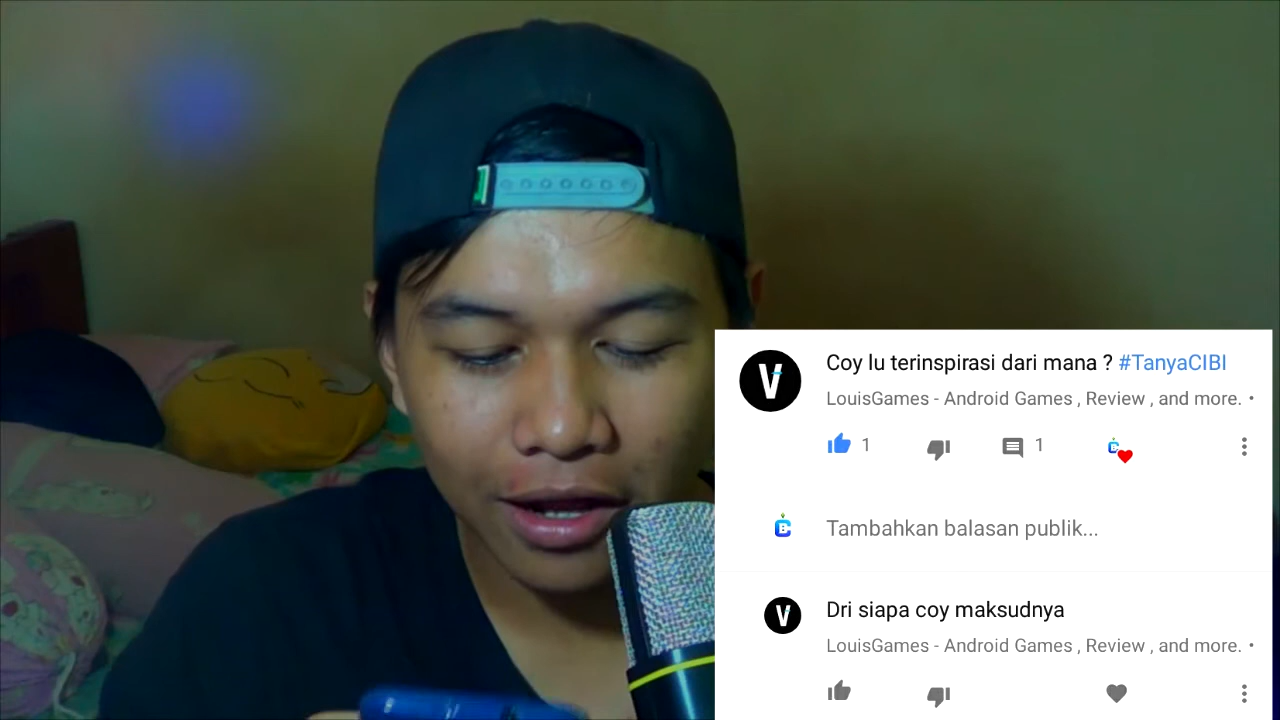 Coy lu terinspirasi dari mana ? #TanyaCIBI
LouisGames - Android Games , Review , and more. •
1
1
Tambahkan balasan publik...
Dri siapa coy maksudnya
LouisGames - Android Games , Review , and more. •